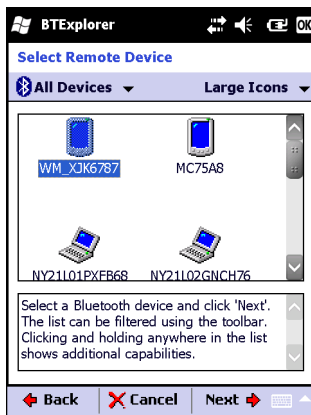 BTExplorer
OK
Select Remote Device
All Devices
Large Icons
WM_XJK6787
MC75A8
NY21L01PXFB68
NY21L02GNCH76
Select a Bluetooth device and click 'Next'.
The list can be filtered using the toolbar.
Clicking and holding anywhere in the list
shows additional capabilities.
Back
Cancel
Next